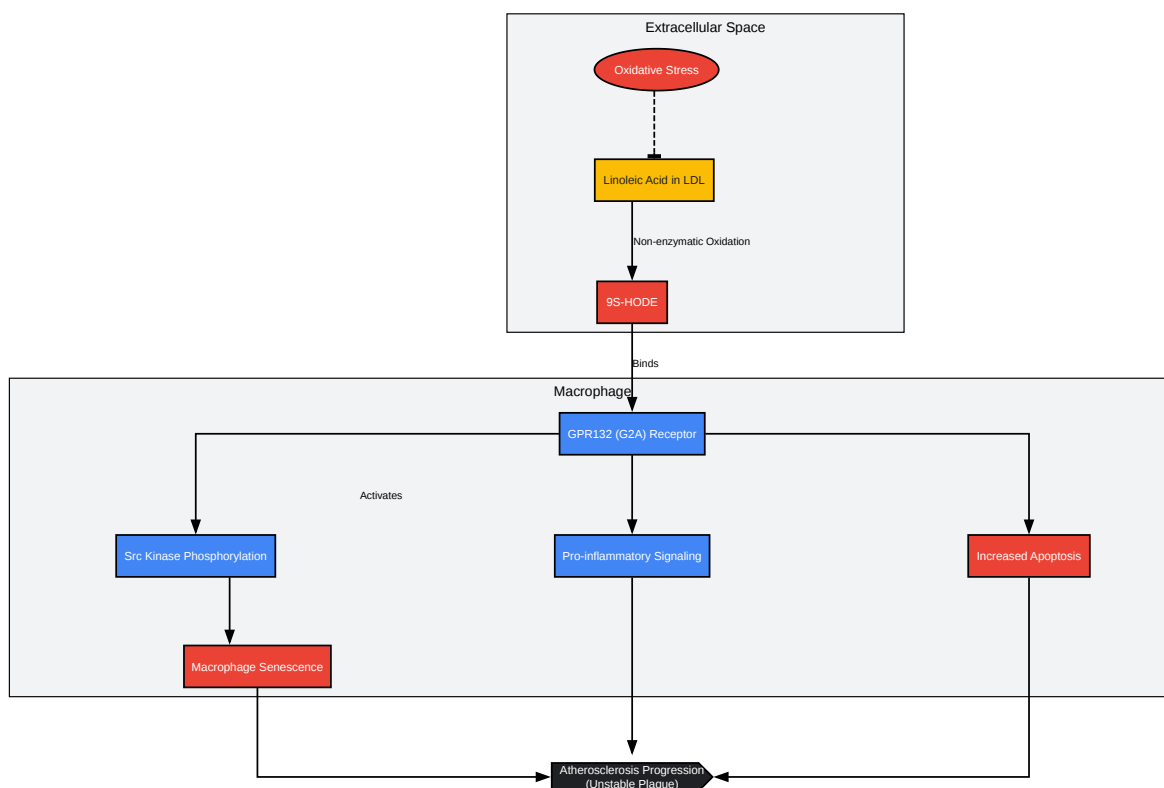 Extracellular Space
Oxidative Stress
Linoleic Acid in LDL
Non-enzymatic Oxidation
9S-HODE
Binds
Macrophage
GPR132 (G2A) Receptor
Activates
Src Kinase Phosphorylation
Pro-inflammatory Signaling
Increased Apoptosis
Macrophage Senescence
Atherosclerosis Progression
(Unstable Plaque)